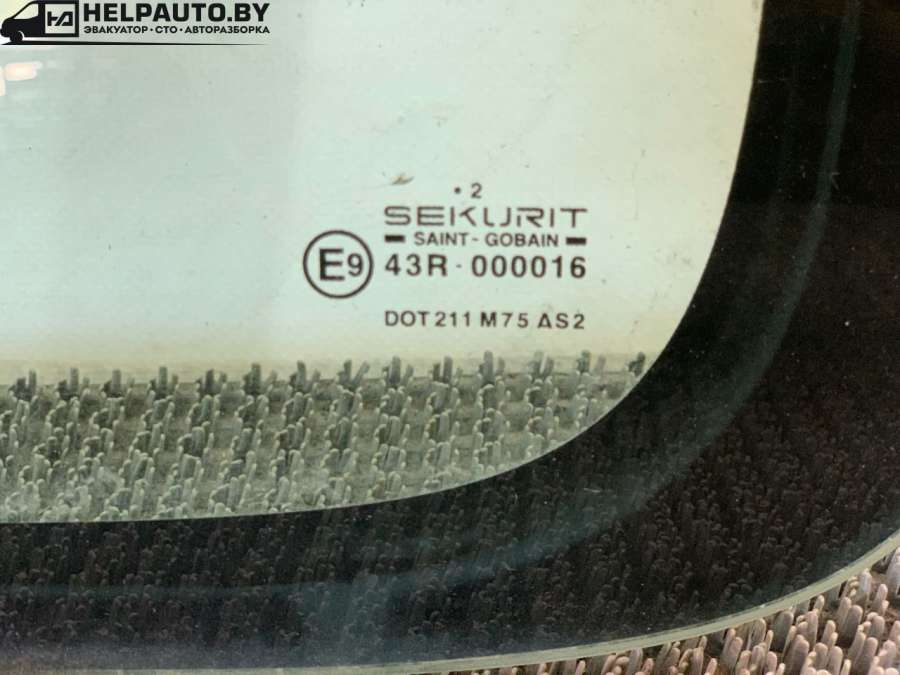 HELPAUTO.BY
ЭВАКУАТОР • СТО • АВТОРАЗБОРКА
• 2
SEKURIT
SAINT - GOBAIN
E9 43R - 000016
DOT 211 M75 AS2